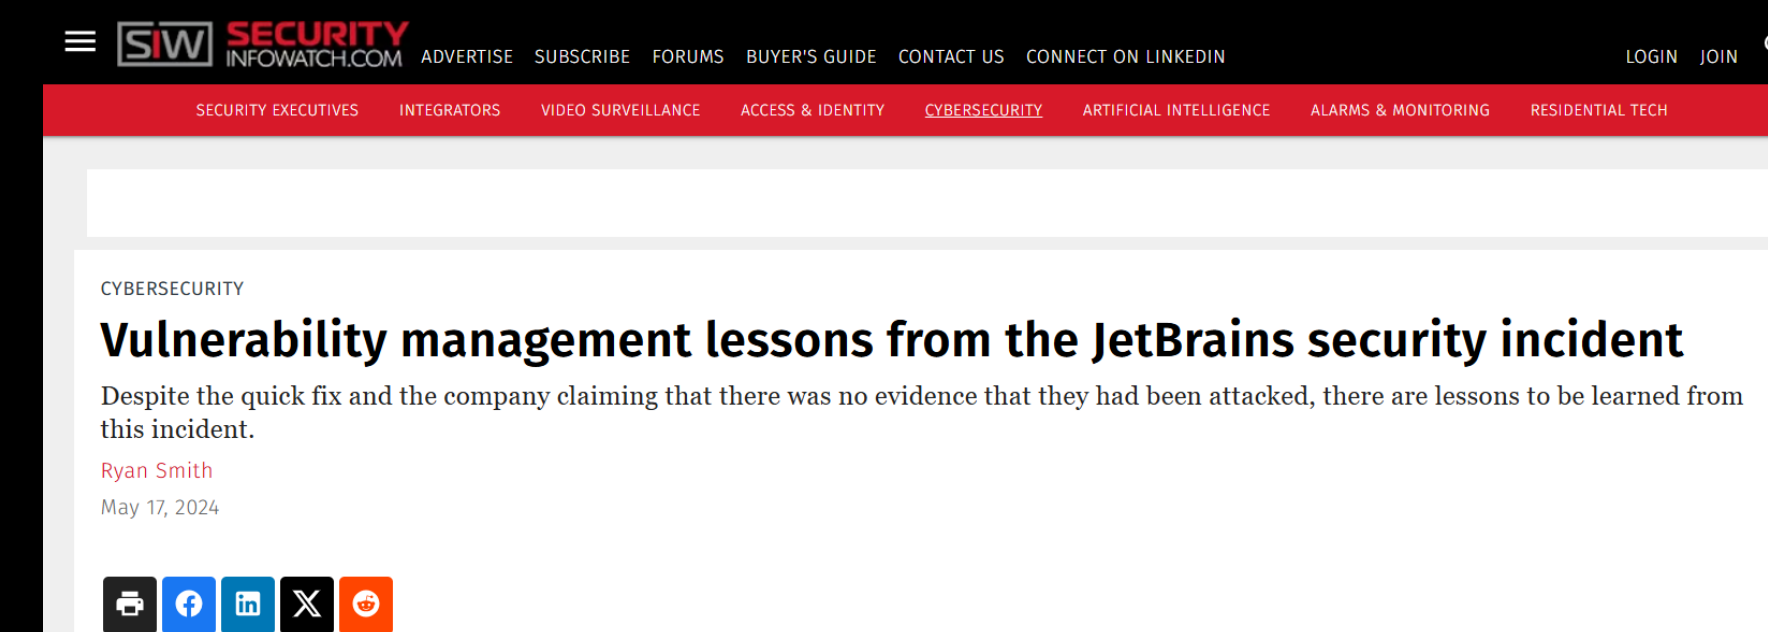 SIW SECURITY
INFOWATCH.COM
ADVERTISE SUBSCRIBE FORUMS BUYER'S GUIDE CONTACT US CONNECT ON LINKEDIN LOGIN JOIN
SECURITY EXECUTIVES INTEGRATORS VIDEO SURVEILLANCE ACCESS & IDENTITY CYBERSECURITY ARTIFICIAL INTELLIGENCE ALARMS & MONITORING RESIDENTIAL TECH
CYBERSECURITY
Vulnerability management lessons from the JetBrains security incident
Despite the quick fix and the company claiming that there was no evidence that they had been attacked, there are lessons to be learned from
this incident.
Ryan Smith
May 17, 2024